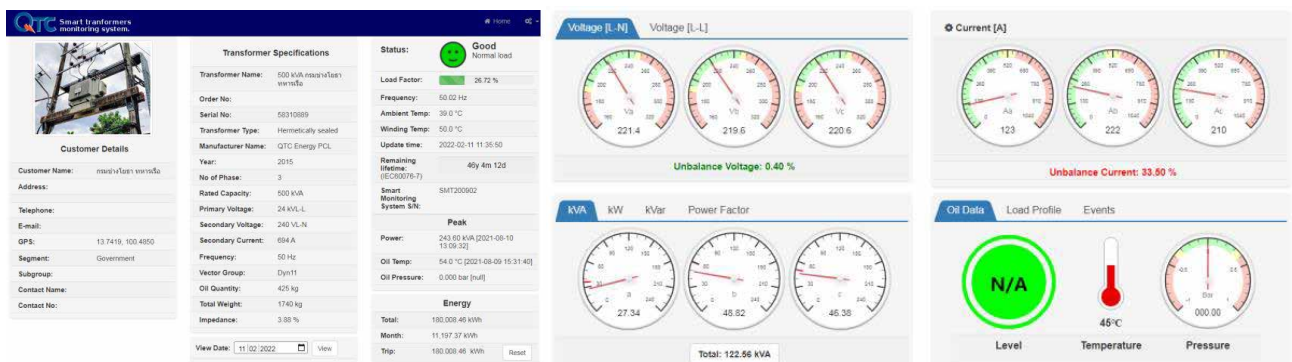 QTC Smart tranformers
monitoring system.
Home
Customer Details
Customer Name: กรมช่างโยธา ทหารเรือ
Address:
Telephone:
E-mail:
GPS: 13.7419, 100.4850
Segment: Government
Subgroup:
Contact Name:
Contact No:
Transformer Specifications
Transformer Name: 500 kVA กรมช่างโยธา
ทหารเรือ
Order No:
Serial No: 58310889
Transformer Type: Hermetically sealed
Manufacturer Name: QTC Energy PCL
Year: 2015
No of Phase: 3
Rated Capacity: 500 kVA
Primary Voltage: 24 kVL-L
Secondary Voltage: 240 VL-N
Secondary Current: 694 A
Frequency: 50 Hz
Vector Group: Dyn11
Oil Quantity: 425 kg
Total Weight: 1740 kg
Impedance: 3.88 %
View Date: 11/02/2022 View
Status: Good
Normal load
Load Factor: 26.72 %
Frequency: 50.02 Hz
Ambient Temp: 39.0 °C
Winding Temp: 50.0 °C
Update time: 2022-02-11 11:35:50
Remaining
lifetime: 46y 4m 12d
(IEC60076-7)
Smart SMT200902
Monitoring
System S/N:
Peak
Power: 243.60 kVA [2021-08-10
13:09:32]
Oil Temp: 54.0 °C [2021-08-09 15:31:40]
Oil Pressure: 0.000 bar [null]
Energy
Total: 180,008.46 kWh
Month: 11,197.37 kWh
Trip: 180,008.46 kWh Reset
Voltage [L-N] Voltage [L-L]
Va
221.4
219.6
Vc
220.6
Unbalance Voltage: 0.40 %
Current [A]
Aa
123
Ab
222
Ac
210
Unbalance Current: 33.50 %
kVA kW kVar Power Factor
a
27.34
b
48.82
c
46.38
Total: 122.56 kVA
Oil Data Load Profile Events
N/A
Level
45°C
Temperature
Bar
000.00
Pressure